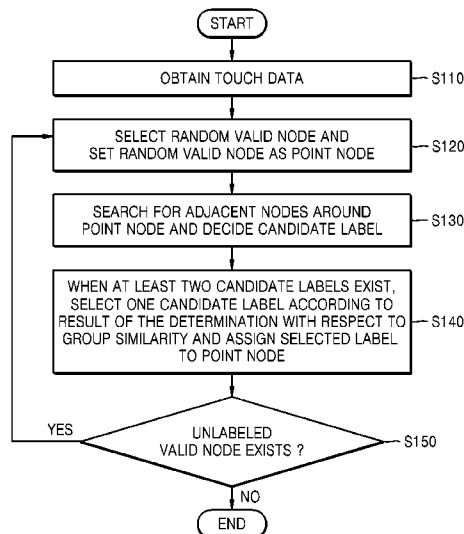 START
OBTAIN TOUCH DATA
S110
SELECT RANDOM VALID NODE AND
SET RANDOM VALID NODE AS POINT NODE
S120
SEARCH FOR ADJACENT NODES AROUND
POINT NODE AND DECIDE CANDIDATE LABEL
S130
WHEN AT LEAST TWO CANDIDATE LABELS EXIST,
SELECT ONE CANDIDATE LABEL ACCORDING TO
RESULT OF THE DETERMINATION WITH RESPECT TO
GROUP SIMILARITY AND ASSIGN SELECTED LABEL
TO POINT NODE
S140
YES
UNLABELED
VALID NODE EXISTS ?
S150
NO
END